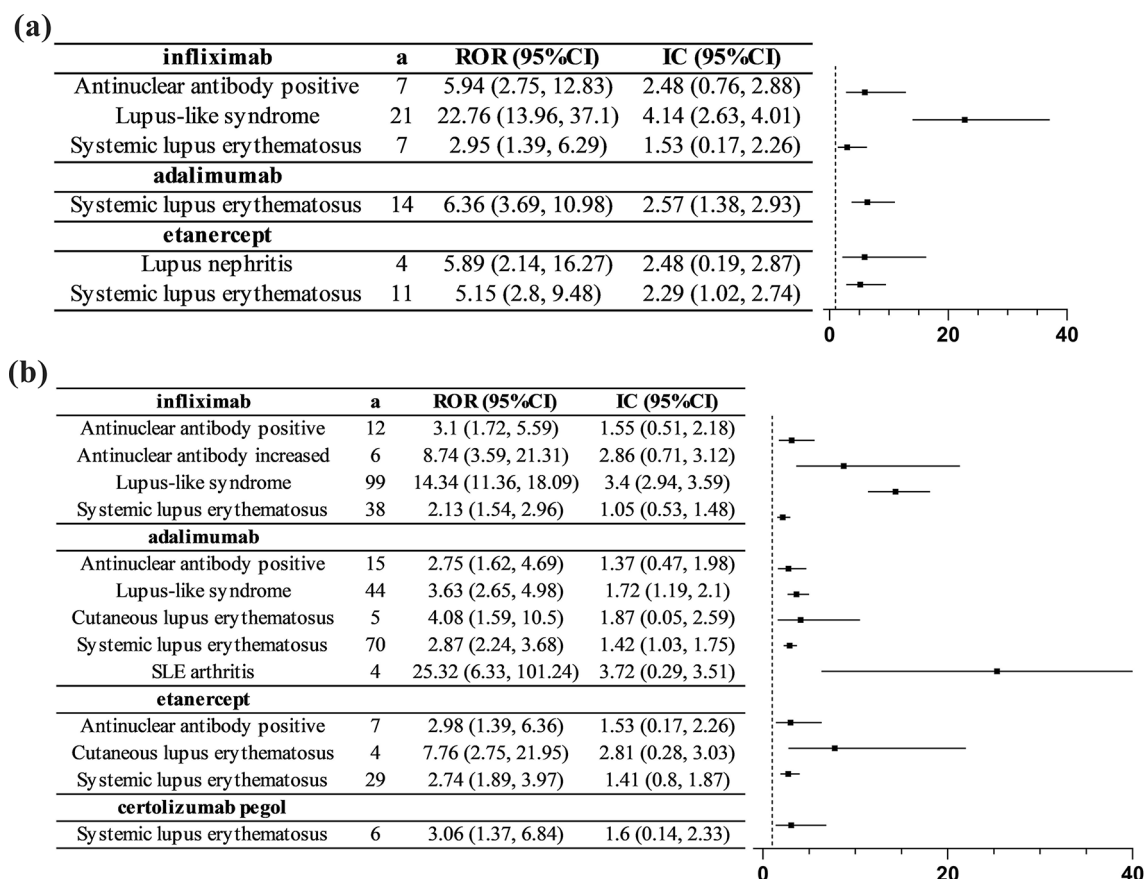 (a)
infliximab a ROR (95%CI) IC (95%CI)
Antinuclear antibody positive 7 5.94 (2.75, 12.83) 2.48 (0.76, 2.88)
Lupus-like syndrome 21 22.76 (13.96, 37.1) 4.14 (2.63, 4.01)
Systemic lupus erythematosus 7 2.95 (1.39, 6.29) 1.53 (0.17, 2.26)
adalimumab
Systemic lupus erythematosus 14 6.36 (3.69, 10.98) 2.57 (1.38, 2.93)
etanercept
Lupus nephritis 4 5.89 (2.14, 16.27) 2.48 (0.19, 2.87)
Systemic lupus erythematosus 11 5.15 (2.8, 9.48) 2.29 (1.02, 2.74)
0 20 40
(b)
infliximab a ROR (95%CI) IC (95%CI)
Antinuclear antibody positive 12 3.1 (1.72, 5.59) 1.55 (0.51, 2.18)
Antinuclear antibody increased 6 8.74 (3.59, 21.31) 2.86 (0.71, 3.12)
Lupus-like syndrome 99 14.34 (11.36, 18.09) 3.4 (2.94, 3.59)
Systemic lupus erythematosus 38 2.13 (1.54, 2.96) 1.05 (0.53, 1.48)
adalimumab
Antinuclear antibody positive 15 2.75 (1.62, 4.69) 1.37 (0.47, 1.98)
Lupus-like syndrome 44 3.63 (2.65, 4.98) 1.72 (1.19, 2.1)
Cutaneous lupus erythematosus 5 4.08 (1.59, 10.5) 1.87 (0.05, 2.59)
Systemic lupus erythematosus 70 2.87 (2.24, 3.68) 1.42 (1.03, 1.75)
SLE arthritis 4 25.32 (6.33, 101.24) 3.72 (0.29, 3.51)
etanercept
Antinuclear antibody positive 7 2.98 (1.39, 6.36) 1.53 (0.17, 2.26)
Cutaneous lupus erythematosus 4 7.76 (2.75, 21.95) 2.81 (0.28, 3.03)
Systemic lupus erythematosus 29 2.74 (1.89, 3.97) 1.41 (0.8, 1.87)
certolizumab pegol
Systemic lupus erythematosus 6 3.06 (1.37, 6.84) 1.6 (0.14, 2.33)
0 20 40